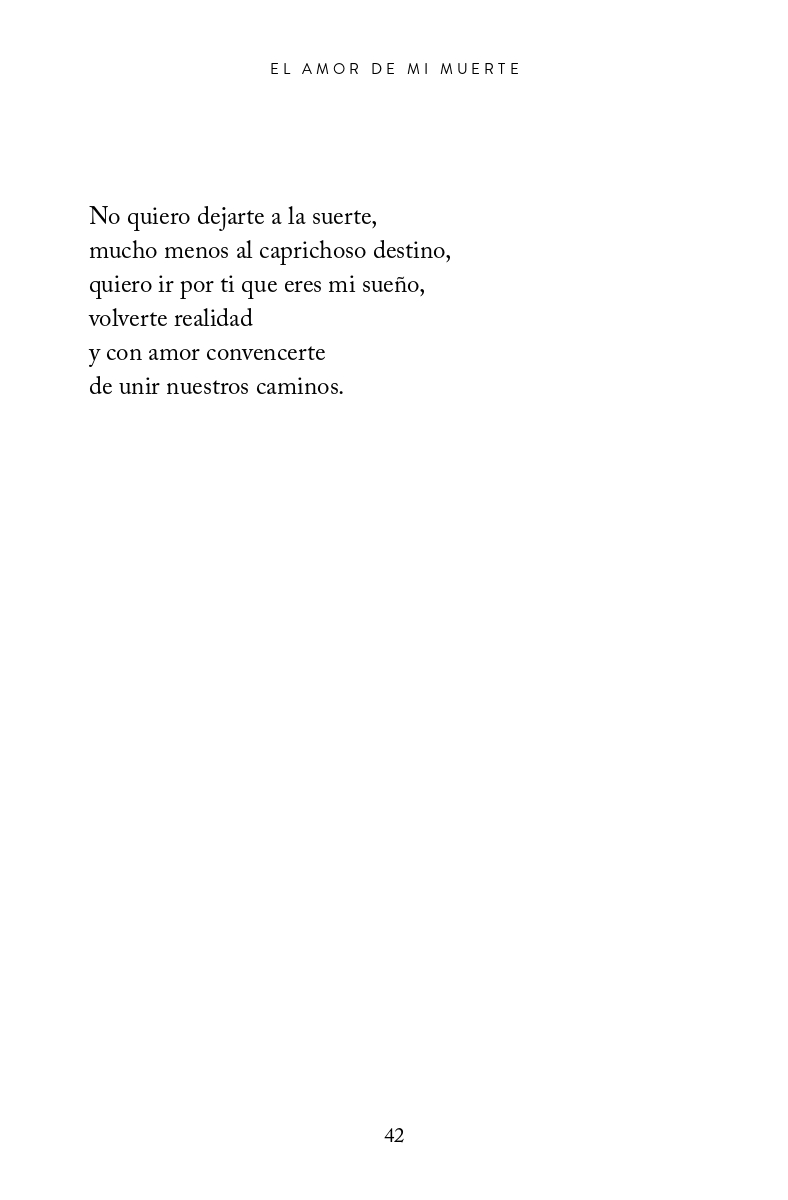 EL AMOR DE MI MUERTE
No quiero dejarte a la suerte,
mucho menos al caprichoso destino,
quiero ir por ti que eres mi sueño,
volverte realidad
y con amor convencerte
de unir nuestros caminos.
42